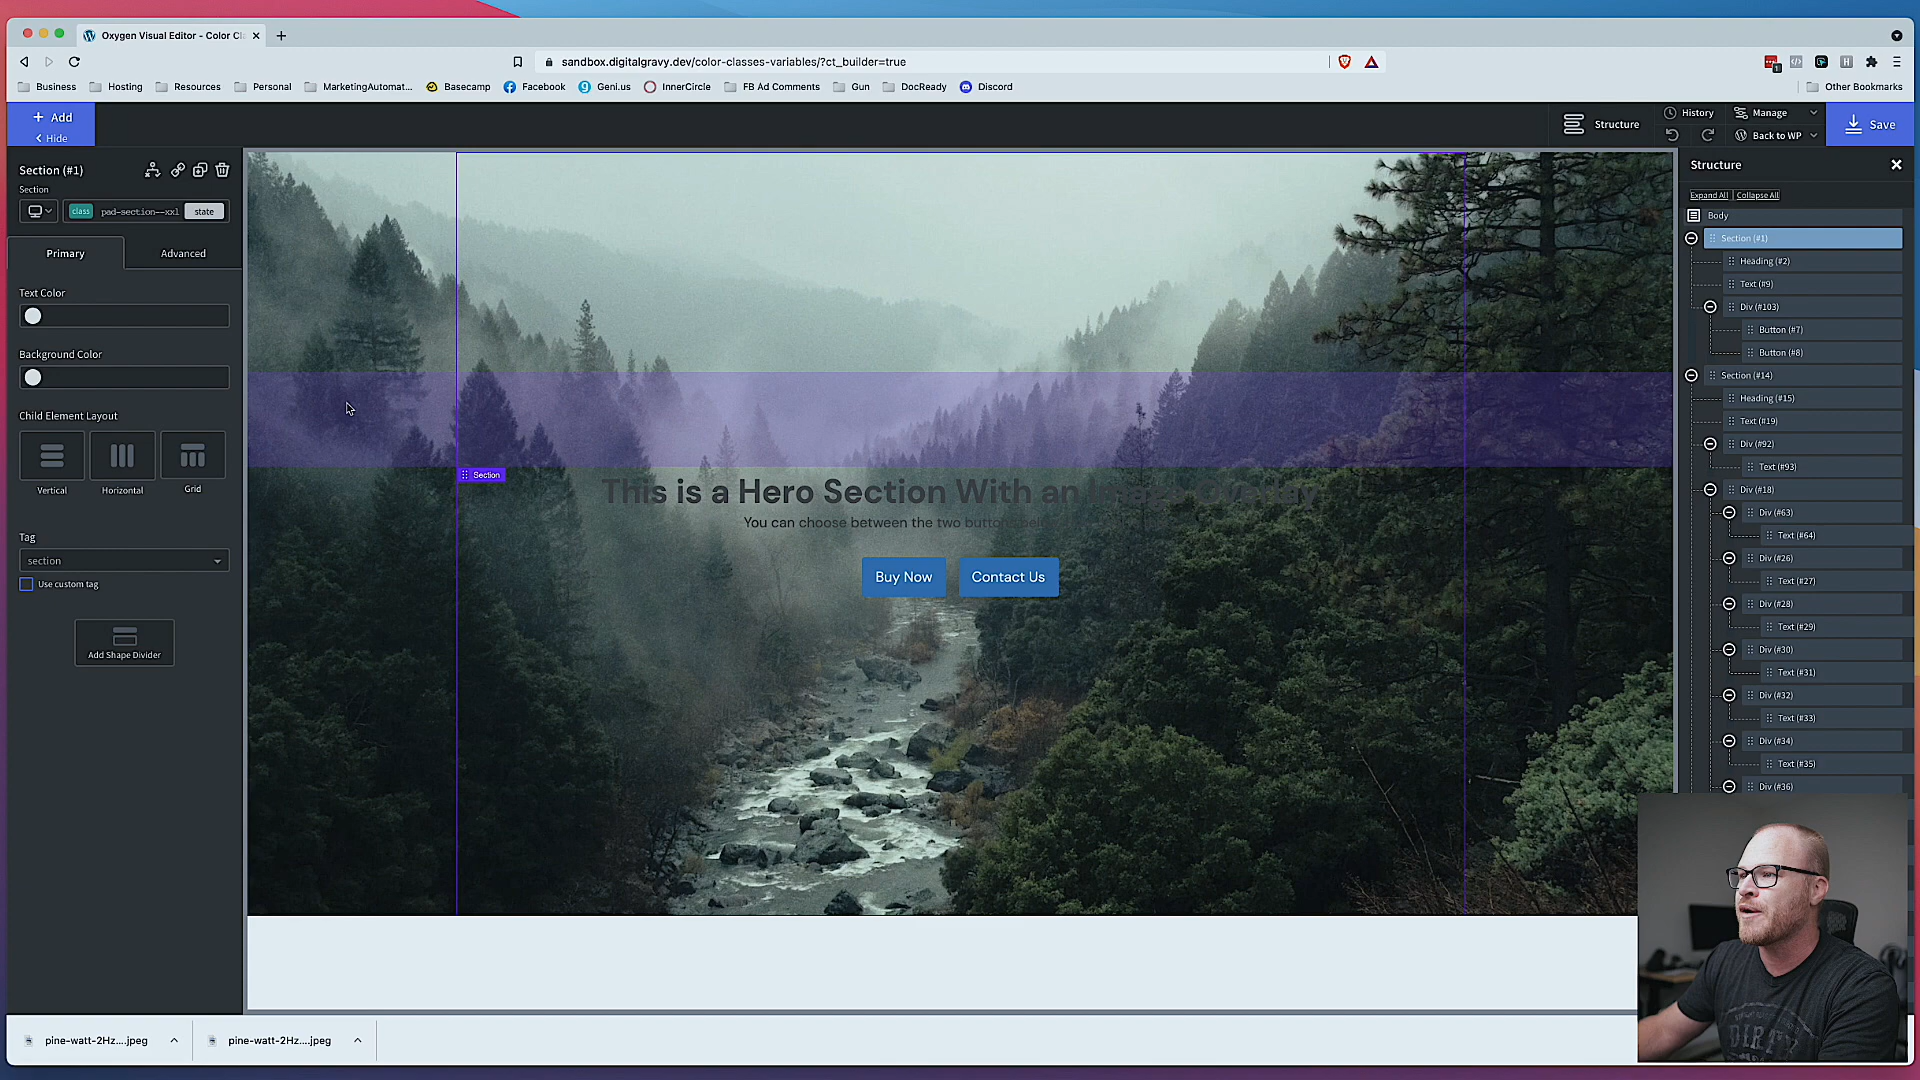 Oxygen Visual Editor - Color Cl
sandbox.digitalgravy.dev/color-classes-variables/?ct_builder=true
Business
Hosting
Resources
Personal
MarketingAutomat...
Basecamp
Facebook
Geni.us
InnerCircle
FB Ad Comments
Gun
DocReady
Discord
Other Bookmarks
+ Add
Hide
Structure
History
Manage
Back to WP
Save
Section (#1)
Section
class
pad-section--xxl
state
Primary
Advanced
Text Color
Background Color
Child Element Layout
Vertical
Horizontal
Grid
Tag
section
Use custom tag
Add Shape Divider
Section
This is a Hero Section With an
You can choose between the two
Buy Now
Contact Us
Structure
Expand All | Collapse All
Body
Section (#1)
Heading (#2)
Text (#9)
Div (#103)
Button (#7)
Button (#8)
Section (#14)
Heading (#15)
Text (#19)
Div (#92)
Text (#93)
Div (#18)
Div (#63)
Text (#64)
Div (#26)
Text (#27)
Div (#28)
Text (#29)
Div (#30)
Text (#31)
Div (#32)
Text (#33)
Div (#34)
Text (#35)
Div (#36)
pine-watt-2Hz....jpeg
pine-watt-2Hz....jpeg